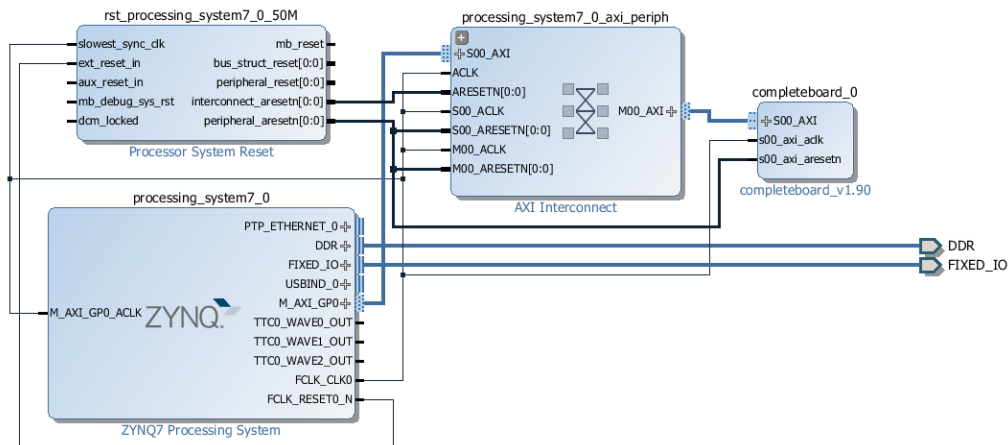 rst_processing_system7_0_50M
slowest_sync_clk
ext_reset_in
aux_reset_in
mb_debug_sys_rst
dcm_locked
mb_reset
bus_struct_reset[0:0]
peripheral_reset[0:0]
interconnect_aresetn[0:0]
peripheral_aresetn[0:0]
Processor System Reset
processing_system7_0_axi_periph
S00_AXI
ACLK
ARESETN[0:0]
S00_ACLK
S00_ARESETN[0:0]
M00_ACLK
M00_ARESETN[0:0]
M00_AXI
AXI Interconnect
completeboard_0
S00_AXI
s00_axi_aclk
s00_axi_aresetn
completeboard_v1.90
processing_system7_0
M_AXI_GP0_ACLK
ZYNQ
PTP_ETHERNET_0
DDR
FIXED_IO
USBIND_0
M_AXI_GP0
TTC0_WAVE0_OUT
TTC0_WAVE1_OUT
TTC0_WAVE2_OUT
FCLK_CLK0
FCLK_RESET0_N
ZYNQ7 Processing System
DDR
FIXED_IO